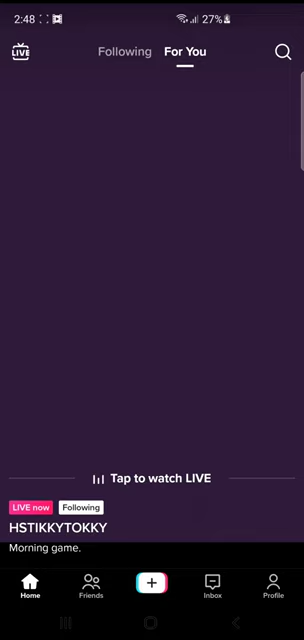 2:48 27%
LIVE Following For You
Tap to watch LIVE
LIVE now Following
HSTIKKYTOKKY
Morning game.
Home Friends Inbox Profile